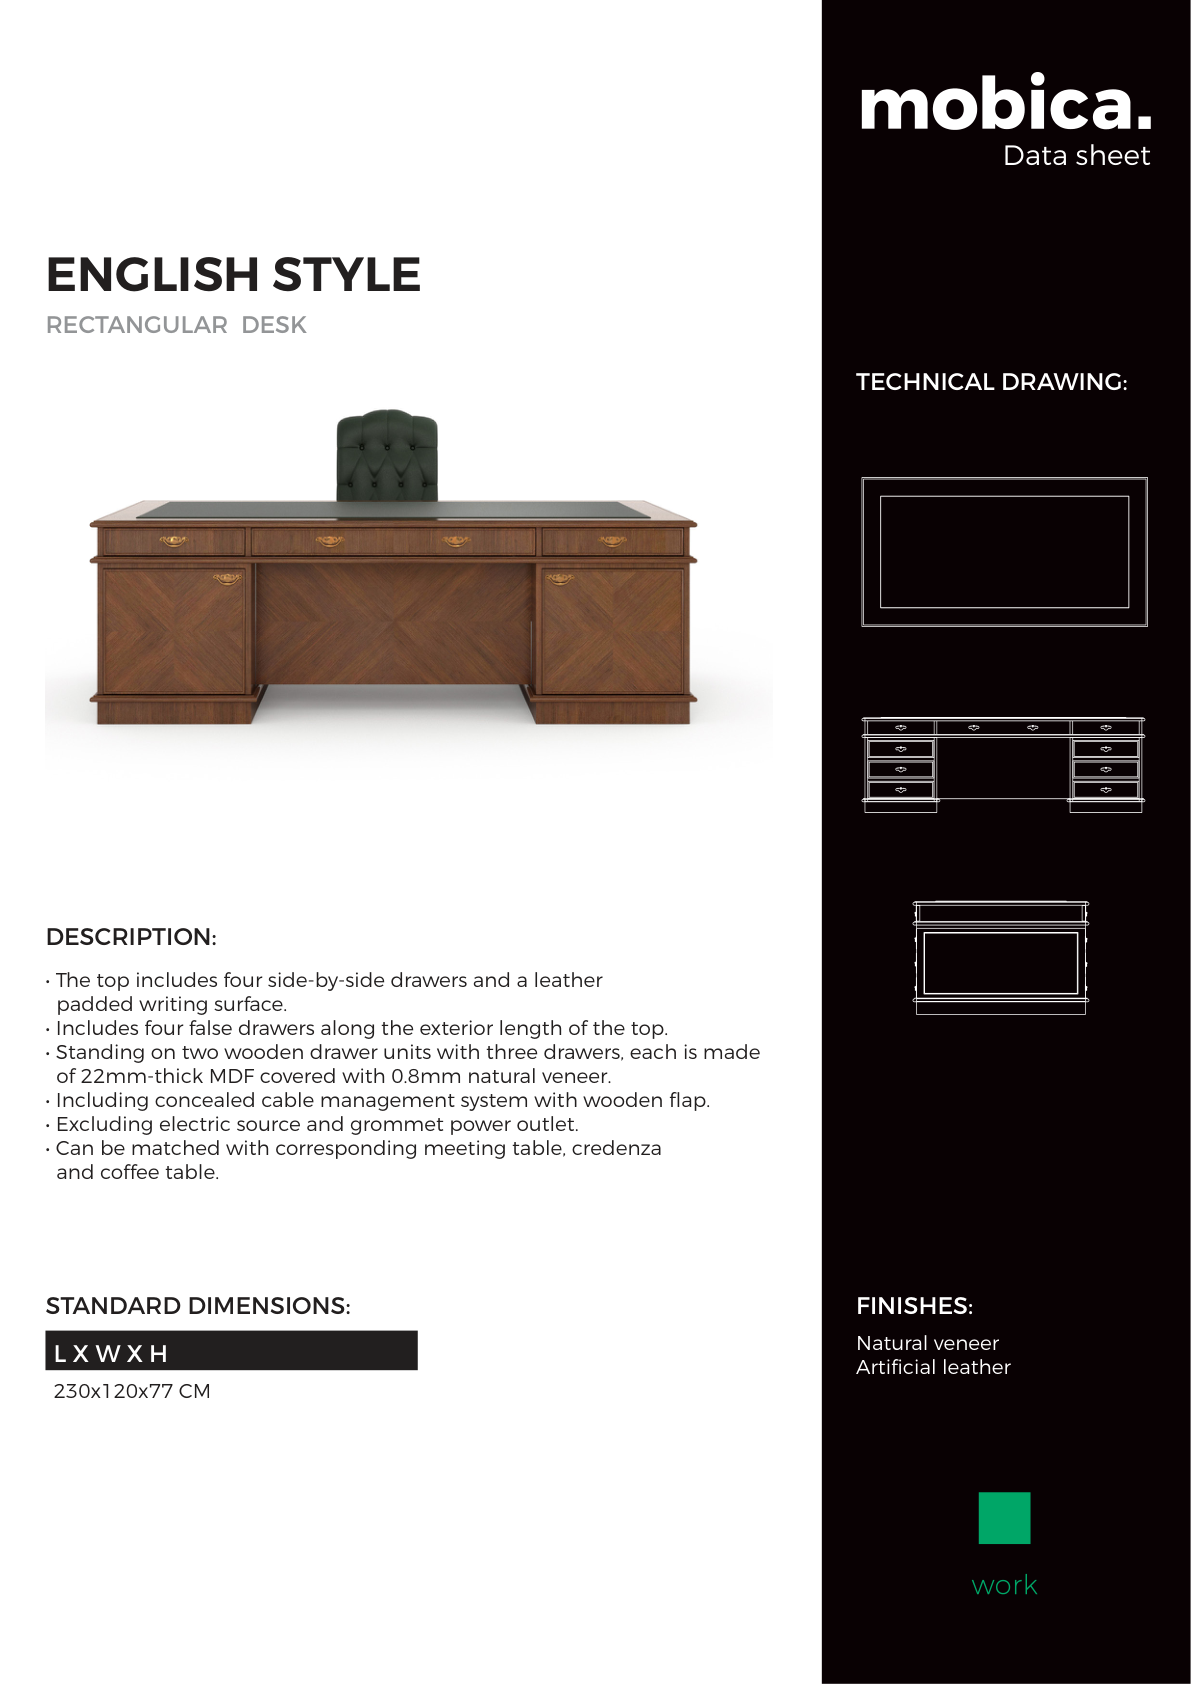 mobica.
Data sheet
ENGLISH STYLE
RECTANGULAR DESK
TECHNICAL DRAWING:
DESCRIPTION:
• The top includes four side-by-side drawers and a leather
padded writing surface.
• Includes four false drawers along the exterior length of the top.
• Standing on two wooden drawer units with three drawers, each is made
of 22mm-thick MDF covered with 0.8mm natural veneer.
• Including concealed cable management system with wooden flap.
• Excluding electric source and grommet power outlet.
• Can be matched with corresponding meeting table, credenza
and coffee table.
STANDARD DIMENSIONS:
L X W X H
230x120x77 CM
FINISHES:
Natural veneer
Artificial leather
work